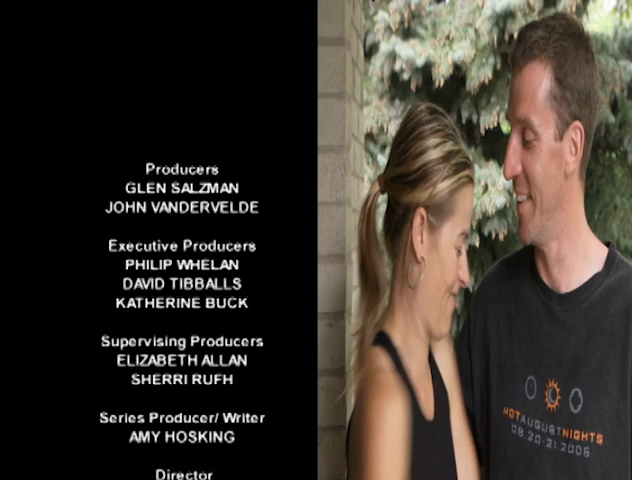 Producers
GLEN SALZMAN
JOHN VANDERVELDE
Executive Producers
PHILIP WHELAN
DAVID TIBBALLS
KATHERINE BUCK
Supervising Producers
ELIZABETH ALLAN
SHERRI RUFH
Series Producer/ Writer
AMY HOSKING
Director
HOTAUGUSTNIGHTS
08.20-21.2006